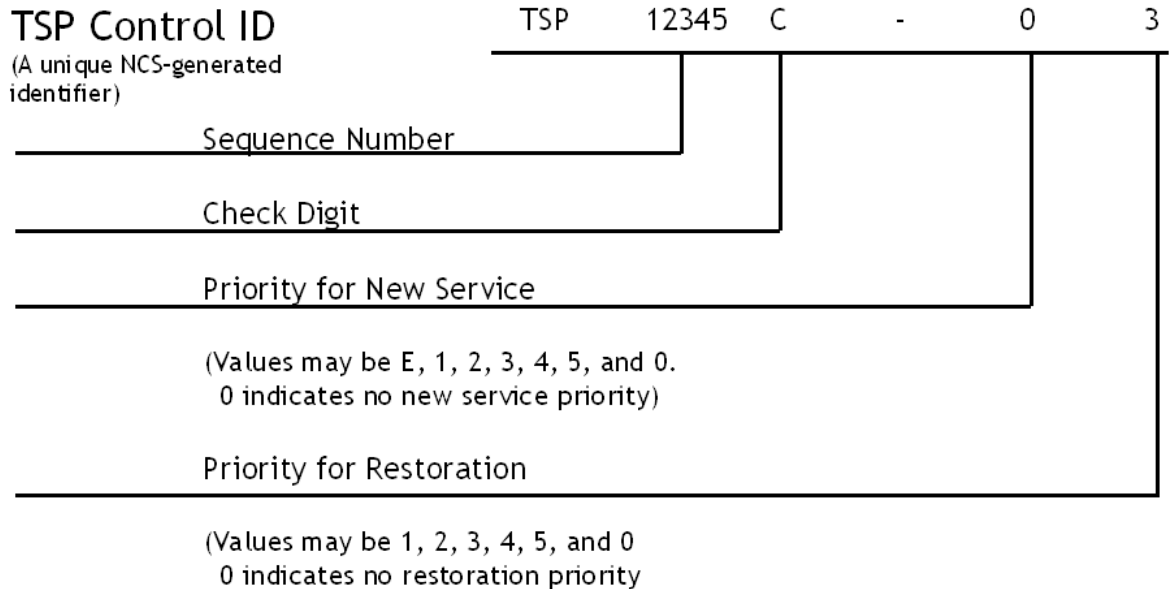 TSP Control ID TSP 12345 C - 0 3
(A unique NCS-generated
identifier)
Sequence Number
Check Digit
Priority for New Service
(Values may be E, 1, 2, 3, 4, 5, and 0.
0 indicates no new service priority)
Priority for Restoration
(Values may be 1, 2, 3, 4, 5, and 0
0 indicates no restoration priority